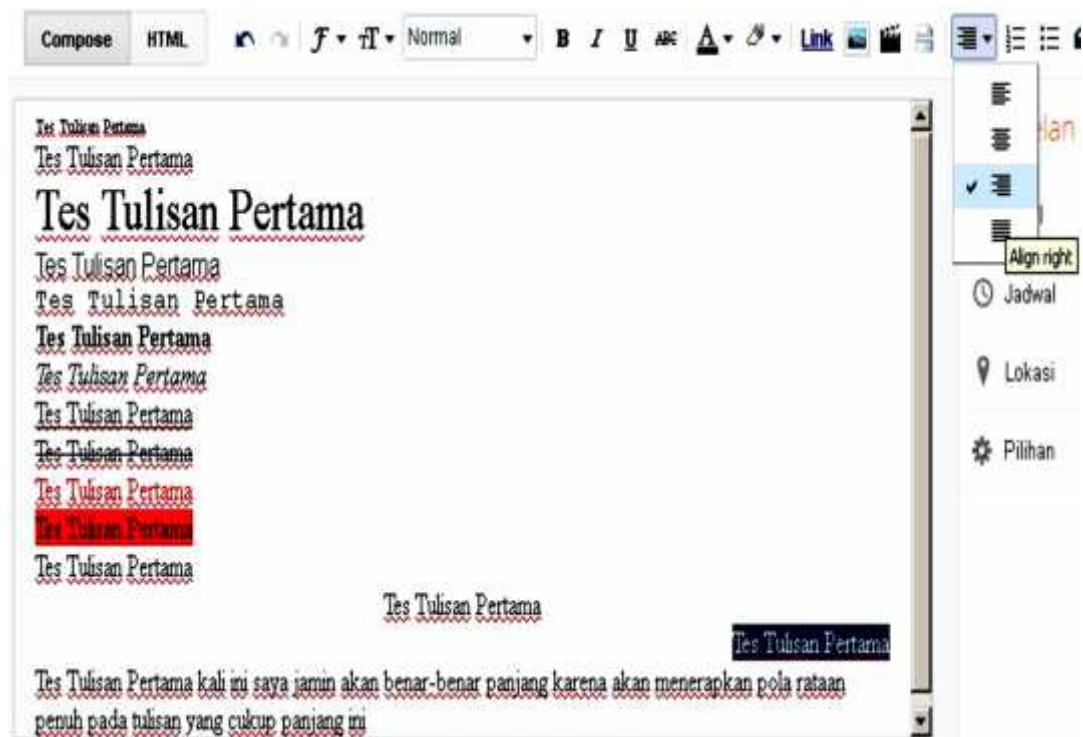 Compose HTML Normal B I U ABC A Link
Tes Tulisan Pertama
Tes Tulisan Pertama
Tes Tulisan Pertama
Tes Tulisan Pertama
Tes Tulisan Pertama
Tes Tulisan Pertama
Tes Tulisan Pertama
Tes Tulisan Pertama
Tes Tulisan Pertama
Tes Tulisan Pertama
Tes Tulisan Pertama
Tes Tulisan Pertama
Tes Tulisan Pertama
Tes Tulisan Pertama
Tes Tulisan Pertama kali ini saya jamin akan benar-benar panjang karena akan menerapkan pola rataan
penuh pada tulisan yang cukup panjang ini
Align right
Jadwal
Lokasi
Pilihan